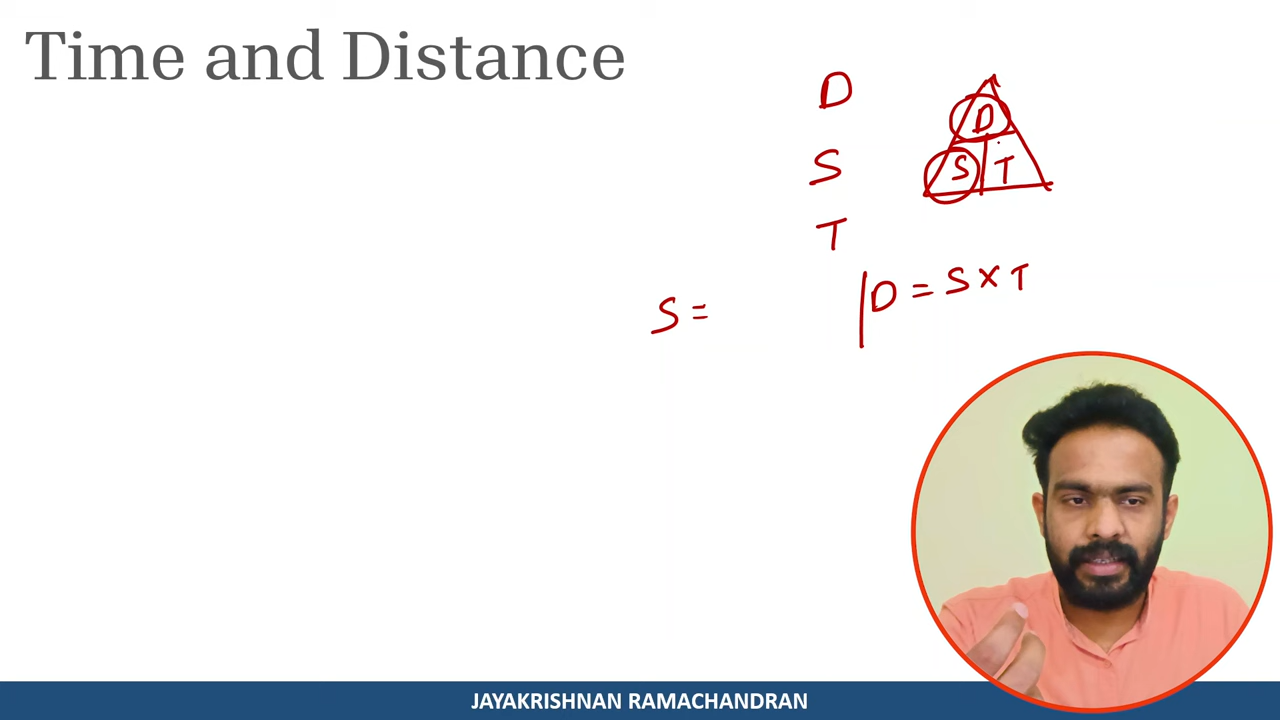 Time and Distance
D
S
T
D
S T
S =
D = S × T
JAYAKRISHNAN RAMACHANDRAN